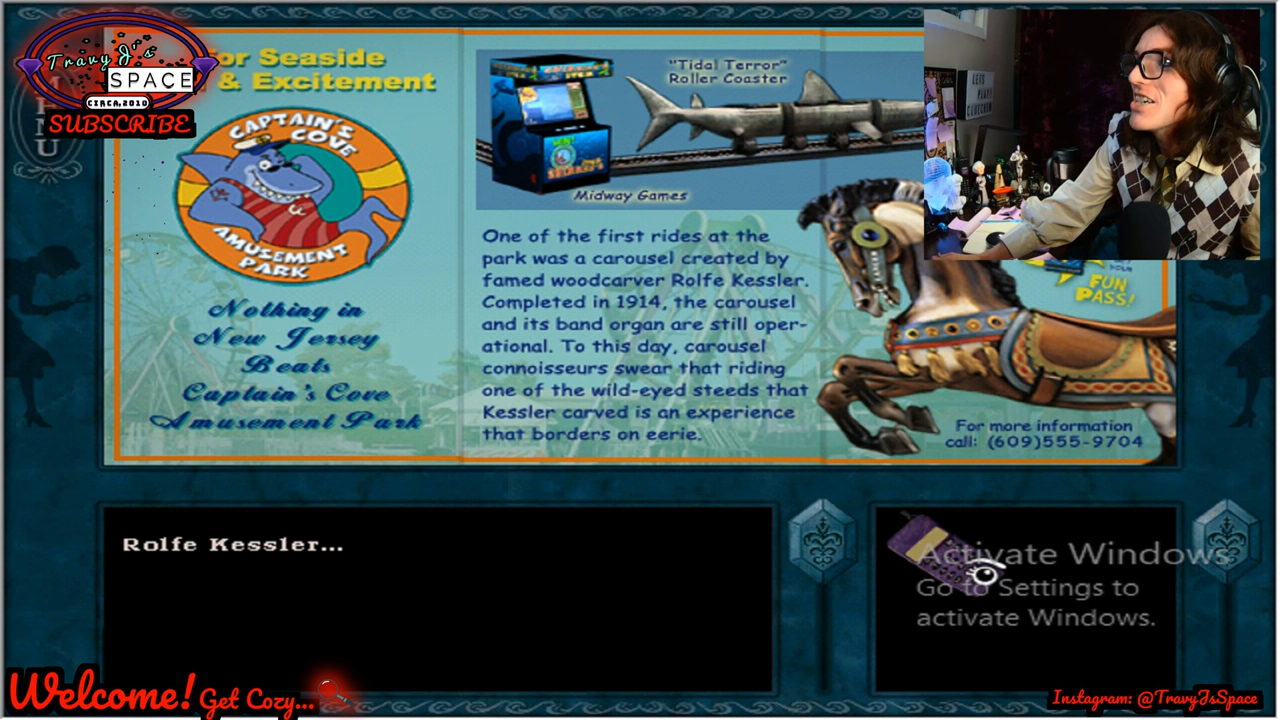 Travy J's
SPACE
CIRCA.2010
SUBSCRIBE
or Seaside
& Excitement
CAPTAIN'S
COVE
AMUSEMENT
PARK
Nothing in
New Jersey
Beats
Captain's Cove
Amusement Park
"Tidal Terror"
Roller Coaster
Midway Games
One of the first rides at the
park was a carousel created by
famed woodcarver Rolfe Kessler.
Completed in 1914, the carousel
and its band organ are still oper-
ational. To this day, carousel
connoisseurs swear that riding
one of the wild-eyed steeds that
Kessler carved is an experience
that borders on eerie.
YOUR
FUN
PASS!
For more information
call: (609)555-9704
Rolfe Kessler...
Activate Windows
Go to Settings to
activate Windows.
Welcome! Get Cozy...
Instagram: @TravyJsSpace